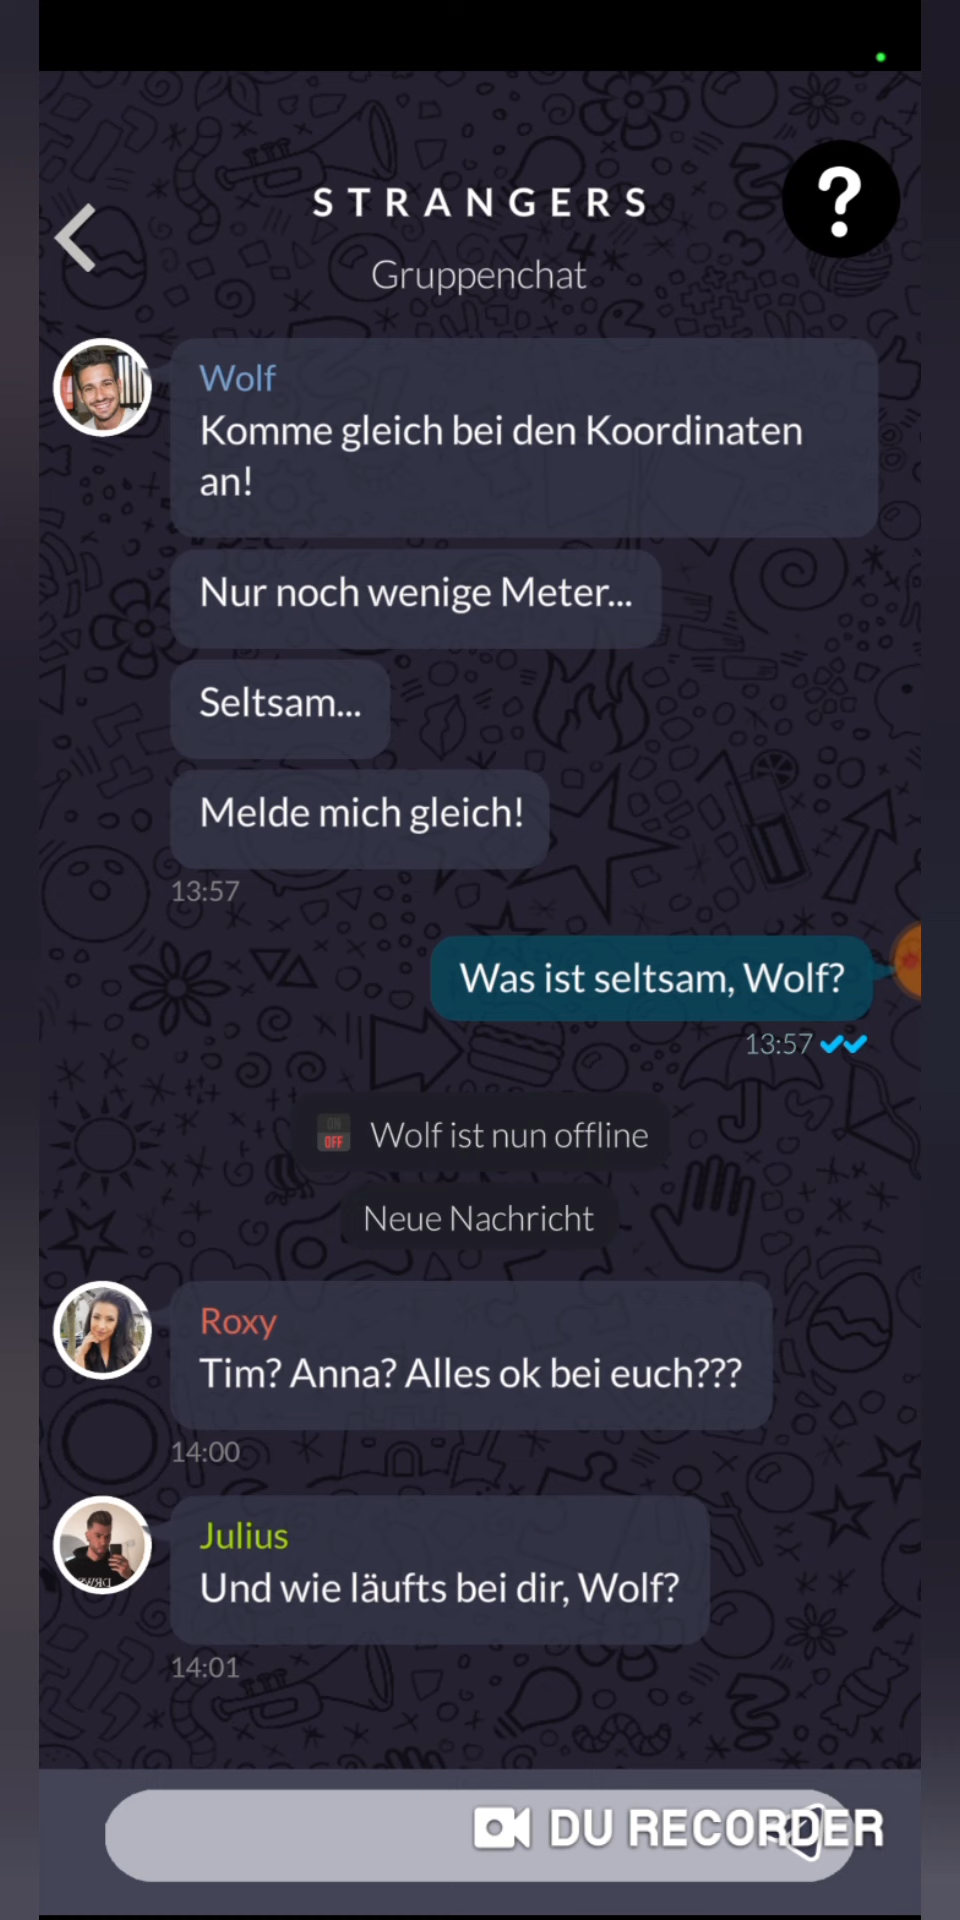 STRANGERS
?
Gruppenchat
Wolf
Komme gleich bei den Koordinaten
an!
Nur noch wenige Meter...
Seltsam...
Melde mich gleich!
13:57
Was ist seltsam, Wolf?
13:57
ON
OFF
Wolf ist nun offline
Neue Nachricht
Roxy
Tim? Anna? Alles ok bei euch???
14:00
Julius
Und wie läufts bei dir, Wolf?
14:01
DU RECORDER